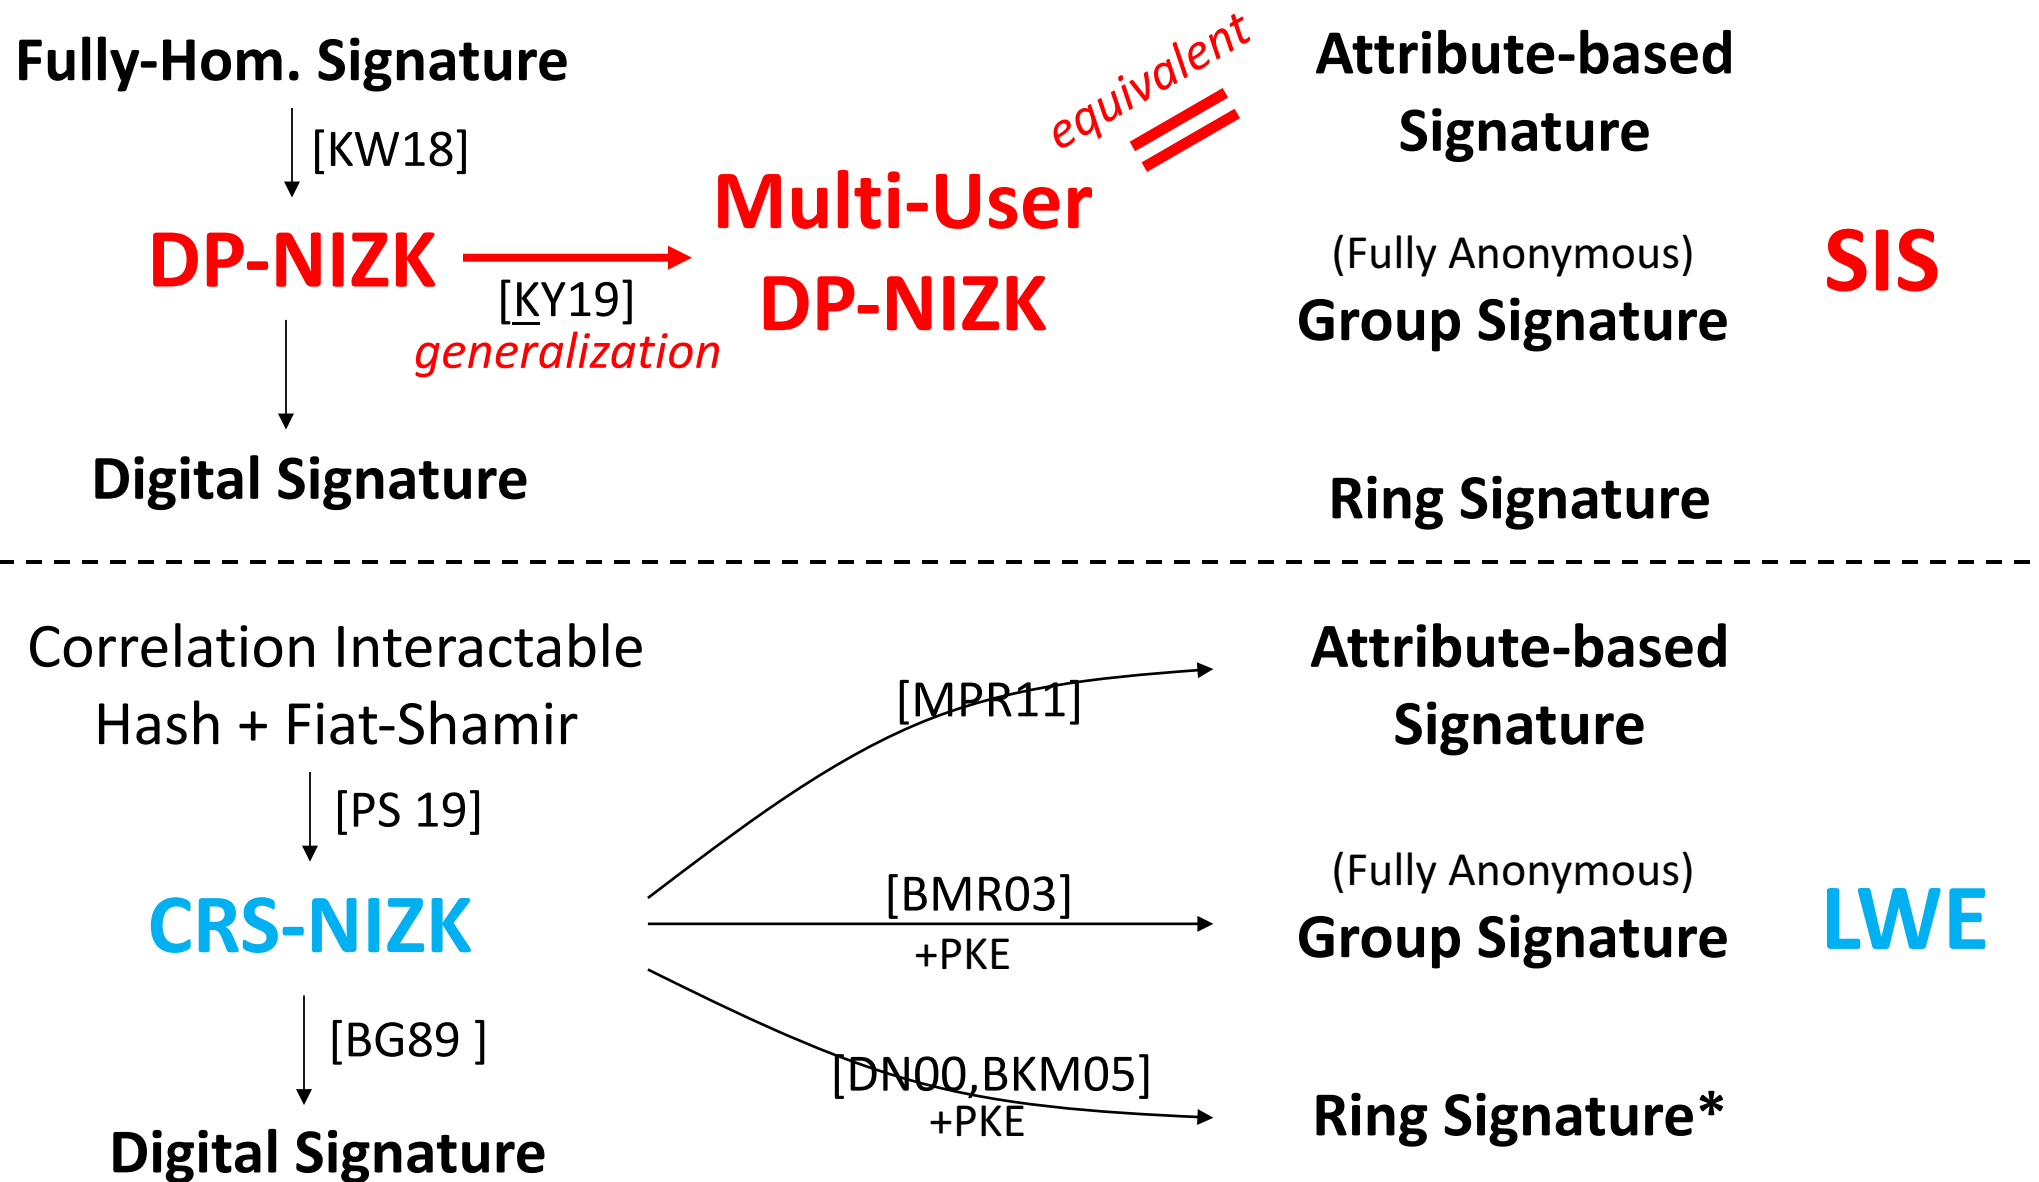 Fully-Hom. Signature
[KW18]
DP-NIZK
[KY19]
generalization
Digital Signature
Multi-User
DP-NIZK
equivalent
Attribute-based
Signature
(Fully Anonymous)
Group Signature
Ring Signature
SIS
Correlation Interactable
Hash + Fiat-Shamir
[PS 19]
CRS-NIZK
[BG89 ]
Digital Signature
[MPR11]
[BMR03]
+PKE
[DN00,BKM05]
+PKE
Attribute-based
Signature
(Fully Anonymous)
Group Signature
Ring Signature*
LWE